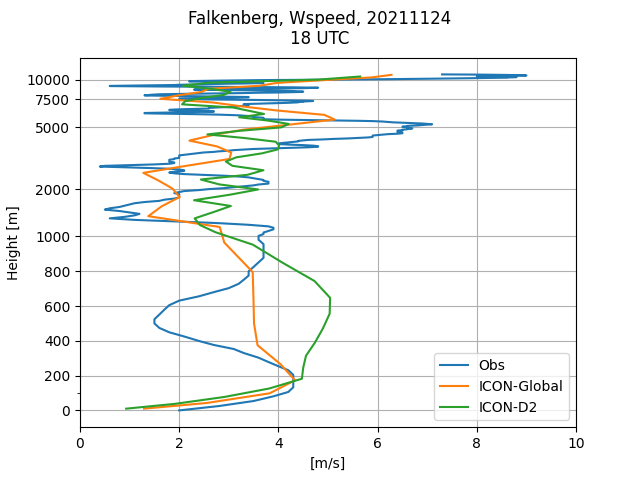 Falkenberg, Wspeed, 20211124
18 UTC
10000
7500
5000
2000
1000
800
600
400
200
0
Height [m]
0 2 4 6 8 10
[m/s]
Obs
ICON-Global
ICON-D2